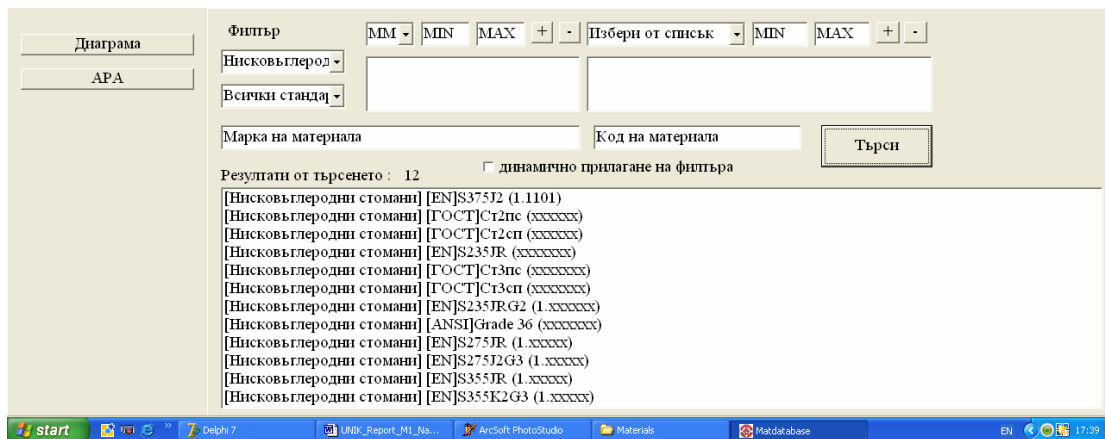 Диаграма
АРА
Филтър
ММ MIN MAX + - Избери от списък MIN MAX + -
Нисковъглерод
Всички стандар
Марка на материала
Код на материала
Търси
динамично прилагане на филтъра
Резултати от търсенето : 12
[Нисковъглеродни стомани] [EN]S375J2 (1.1101)
[Нисковъглеродни стомани] [ГОСТ]Ст2пс (xxxxxx)
[Нисковъглеродни стомани] [ГОСТ]Ст2сп (xxxxxx)
[Нисковъглеродни стомани] [EN]S235JR (xxxxxxx)
[Нисковъглеродни стомани] [ГОСТ]Ст3пс (xxxxxxx)
[Нисковъглеродни стомани] [ГОСТ]Ст3сп (xxxxxxx)
[Нисковъглеродни стомани] [EN]S235JRG2 (1.xxxxxx)
[Нисковъглеродни стомани] [ANSI]Grade 36 (xxxxxxx)
[Нисковъглеродни стомани] [EN]S275JR (1.xxxxx)
[Нисковъглеродни стомани] [EN]S275J2G3 (1.xxxxx)
[Нисковъглеродни стомани] [EN]S355JR (1.xxxxx)
[Нисковъглеродни стомани] [EN]S355K2G3 (1.xxxxx)
start Delphi 7 UNIK_Report_M1_Na... ArcSoft PhotoStudio Materials Matdatabase EN 17:39